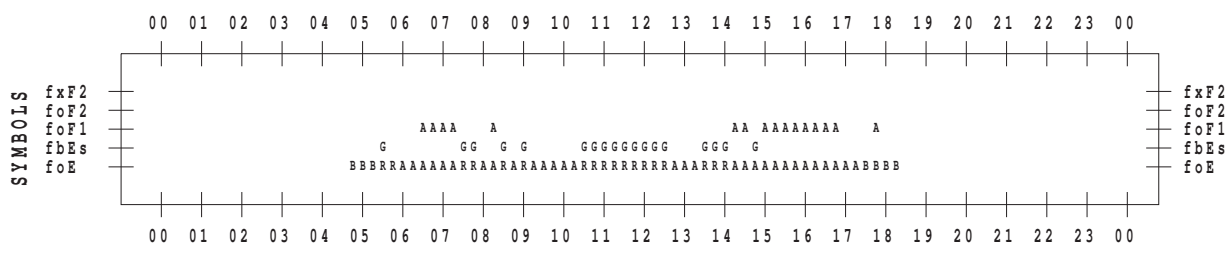 00 01 02 03 04 05 06 07 08 09 10 11 12 13 14 15 16 17 18 19 20 21 22 23 00
SYMBOLS
fxF2 fxF2
foF2 foF2
foF1 AAAA A AA AAAAAAAA A foF1
fbEs G GG G G GGGGGGGGG GGG G fbEs
foE BBBRRAAAAAARRAARARAAAAARRRRRRRRRAAARRRAAAAAAAAAAAAABBBB foE
00 01 02 03 04 05 06 07 08 09 10 11 12 13 14 15 16 17 18 19 20 21 22 23 00